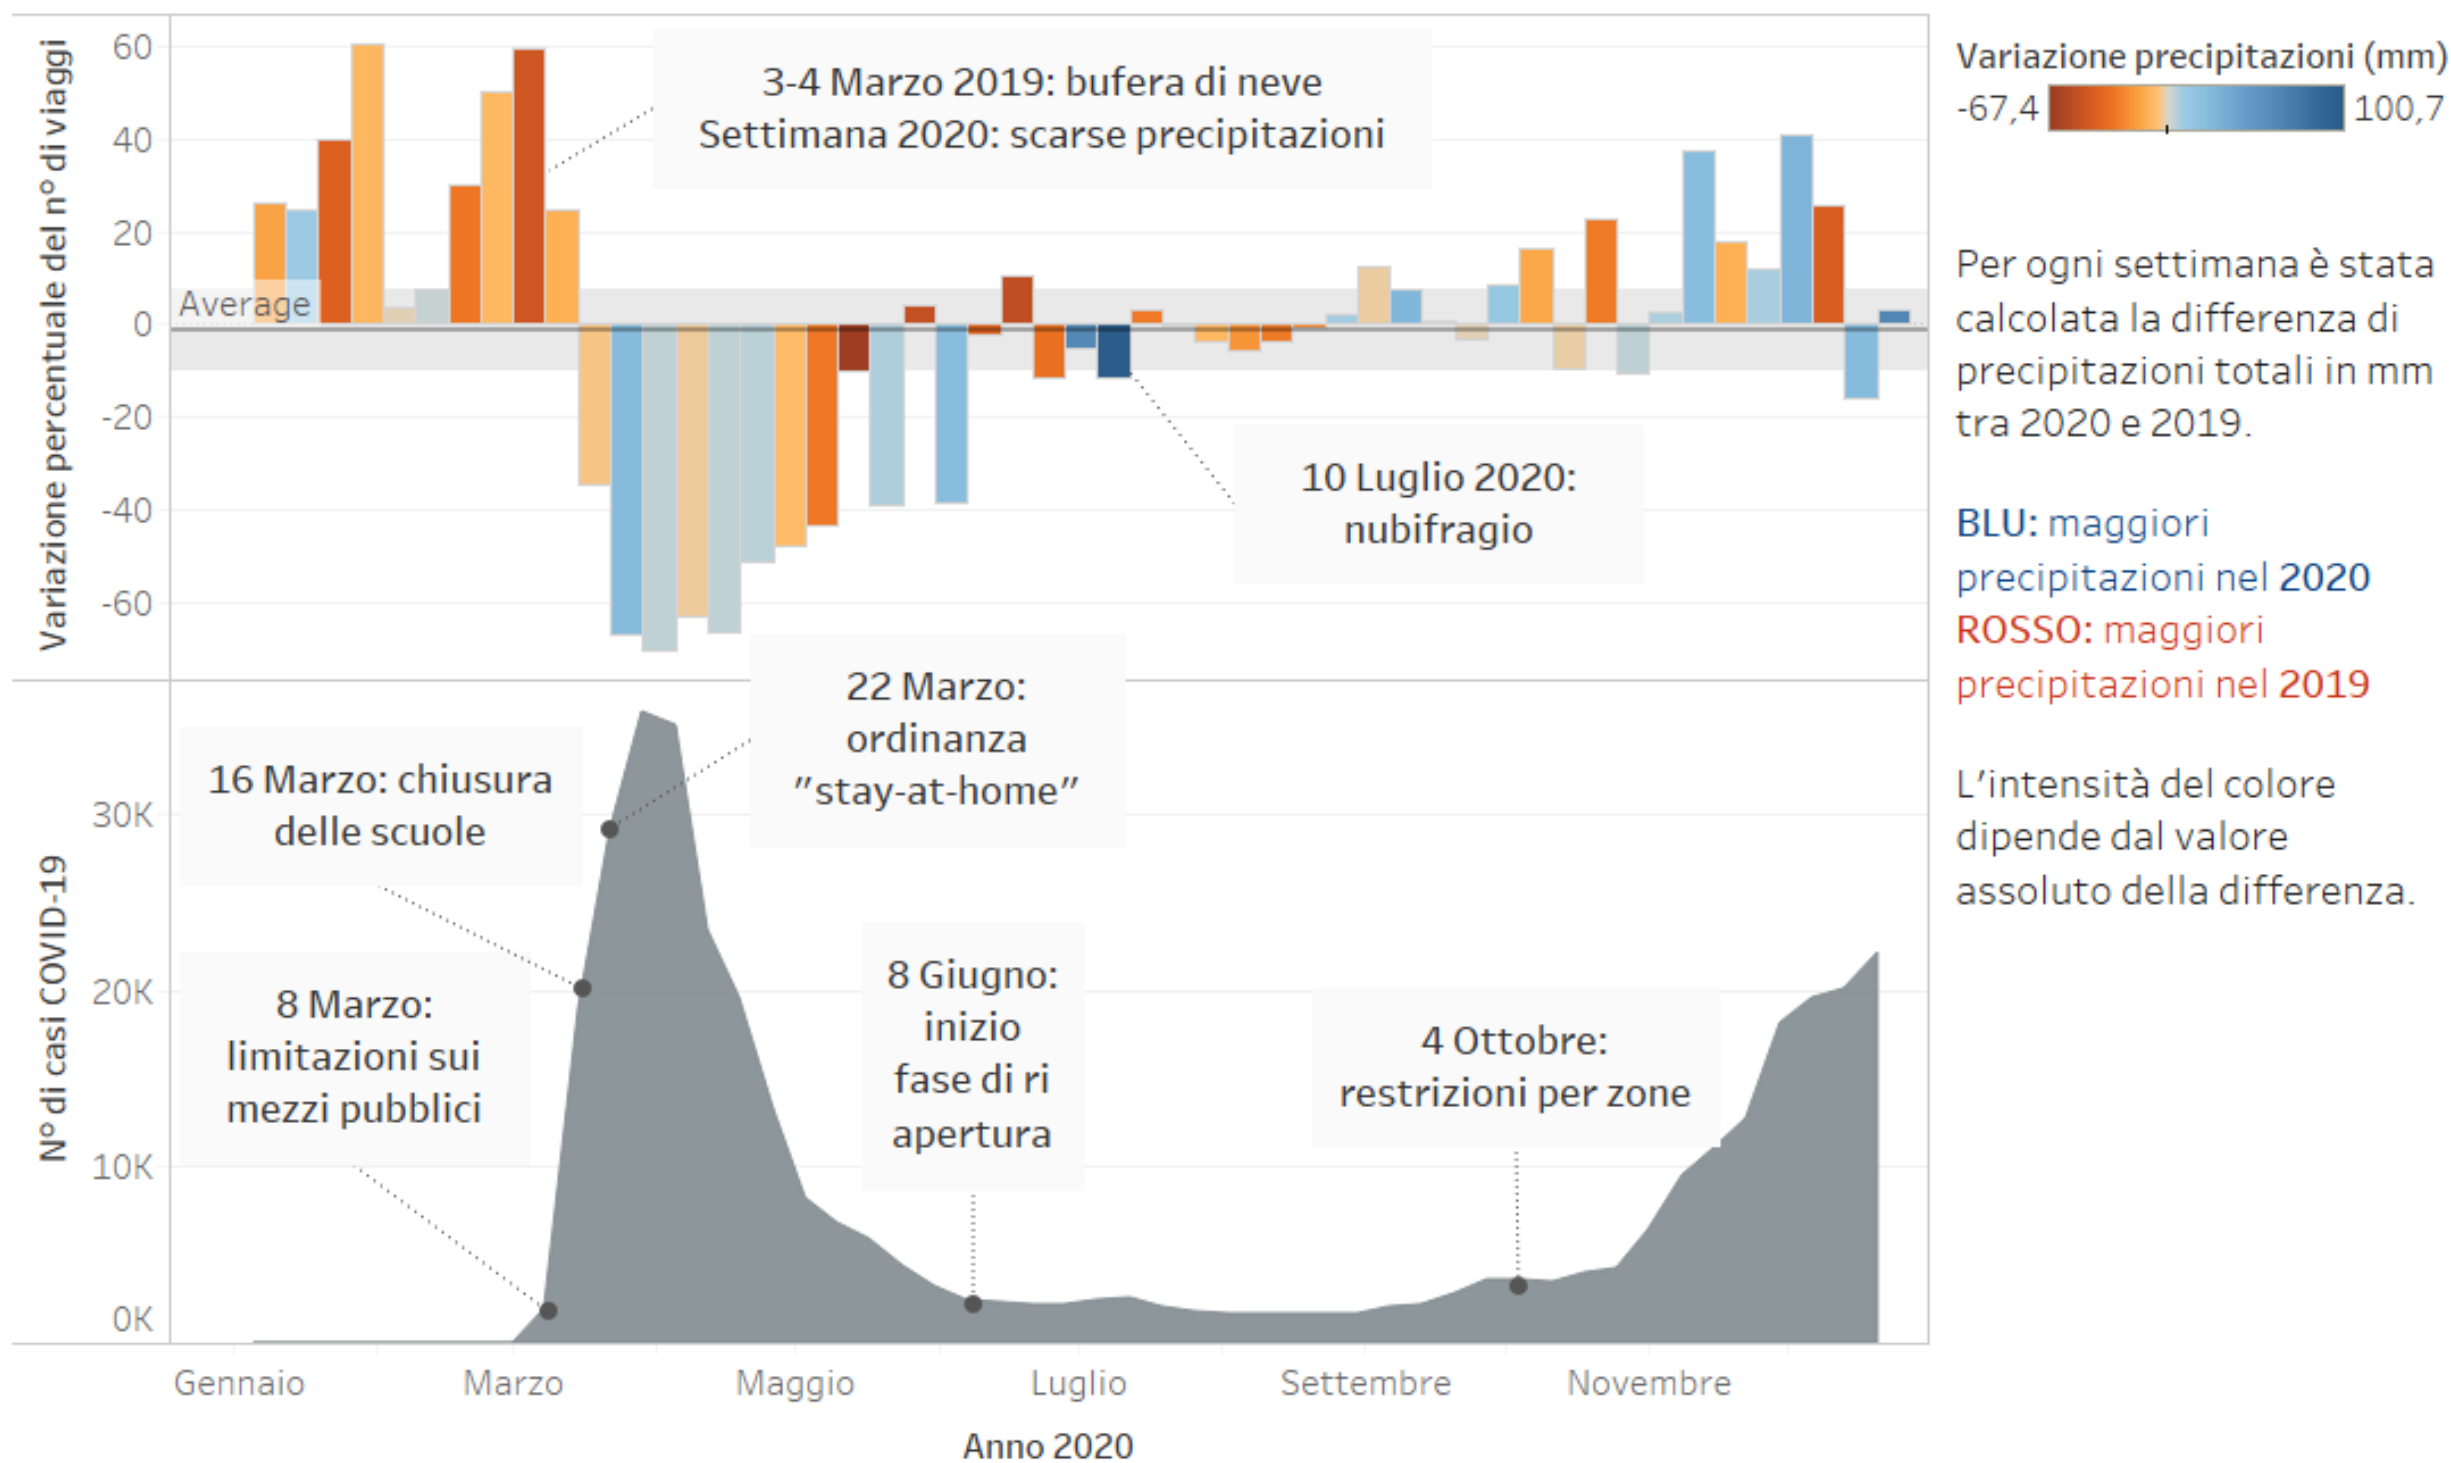 Variazione percentuale del n° di viaggi
60
40
20
0
-20
-40
-60
Average
3-4 Marzo 2019: bufera di neve
Settimana 2020: scarse precipitazioni
10 Luglio 2020:
nubifragio
N° di casi COVID-19
30K
20K
10K
0K
16 Marzo: chiusura
delle scuole
8 Marzo:
limitazioni sui
mezzi pubblici
22 Marzo:
ordinanza
"stay-at-home"
8 Giugno:
inizio
fase di ri
apertura
4 Ottobre:
restrizioni per zone
Gennaio
Marzo
Maggio
Luglio
Settembre
Novembre
Anno 2020
Variazione precipitazioni (mm)
-67,4
100,7
Per ogni settimana è stata
calcolata la differenza di
precipitazioni totali in mm
tra 2020 e 2019.
BLU: maggiori
precipitazioni nel 2020
ROSSO: maggiori
precipitazioni nel 2019
L'intensità del colore
dipende dal valore
assoluto della differenza.